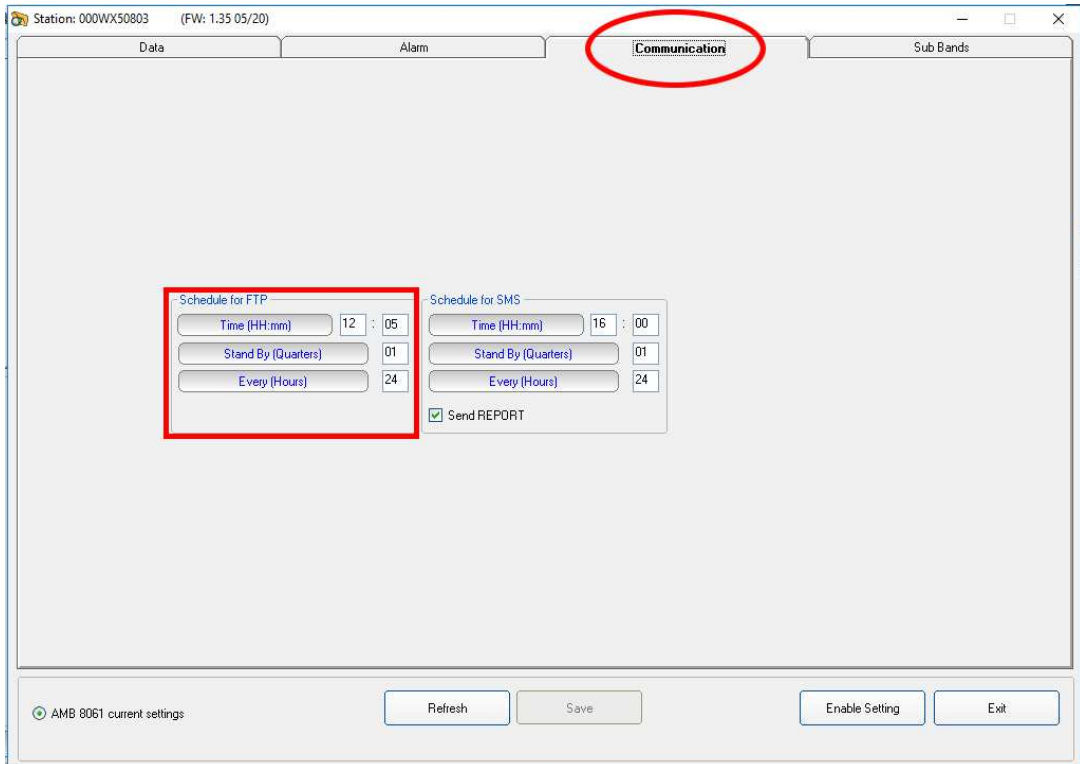 Station: 000WX50803 (FW: 1.35 05/20)
Data Alarm Communication Sub Bands
Schedule for FTP
Time (HH:mm) 12 : 05
Stand By (Quarters) 01
Every (Hours) 24
Schedule for SMS
Time (HH:mm) 16 : 00
Stand By (Quarters) 01
Every (Hours) 24
Send REPORT
AMB 8061 current settings
Refresh Save Enable Setting Exit